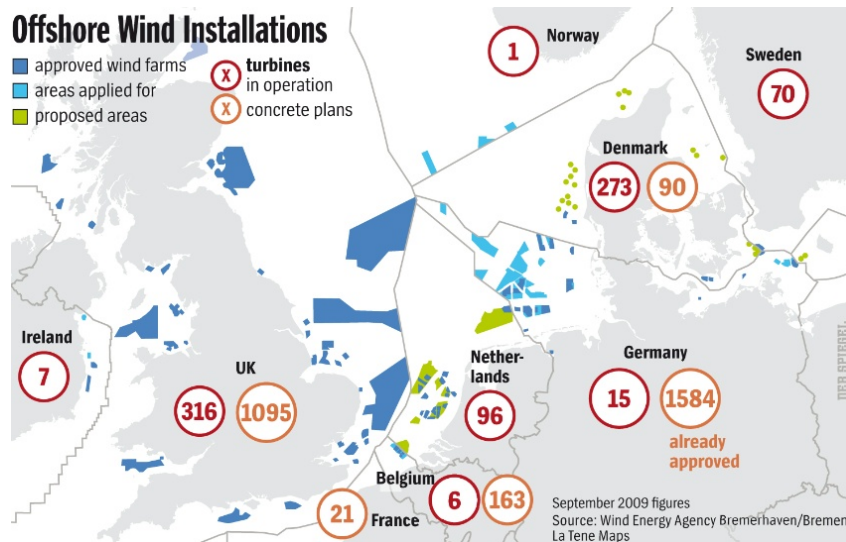 Offshore Wind Installations
approved wind farms
areas applied for
proposed areas
X turbines
in operation
X concrete plans
Norway
1
Sweden
70
Denmark
273 90
Ireland
7
UK
316 1095
Nether-
lands
96
Germany
15 1584
already
approved
Belgium
6 163
21 France
DER SPIEGEL
September 2009 figures
Source: Wind Energy Agency Bremerhaven/Bremen
La Tene Maps